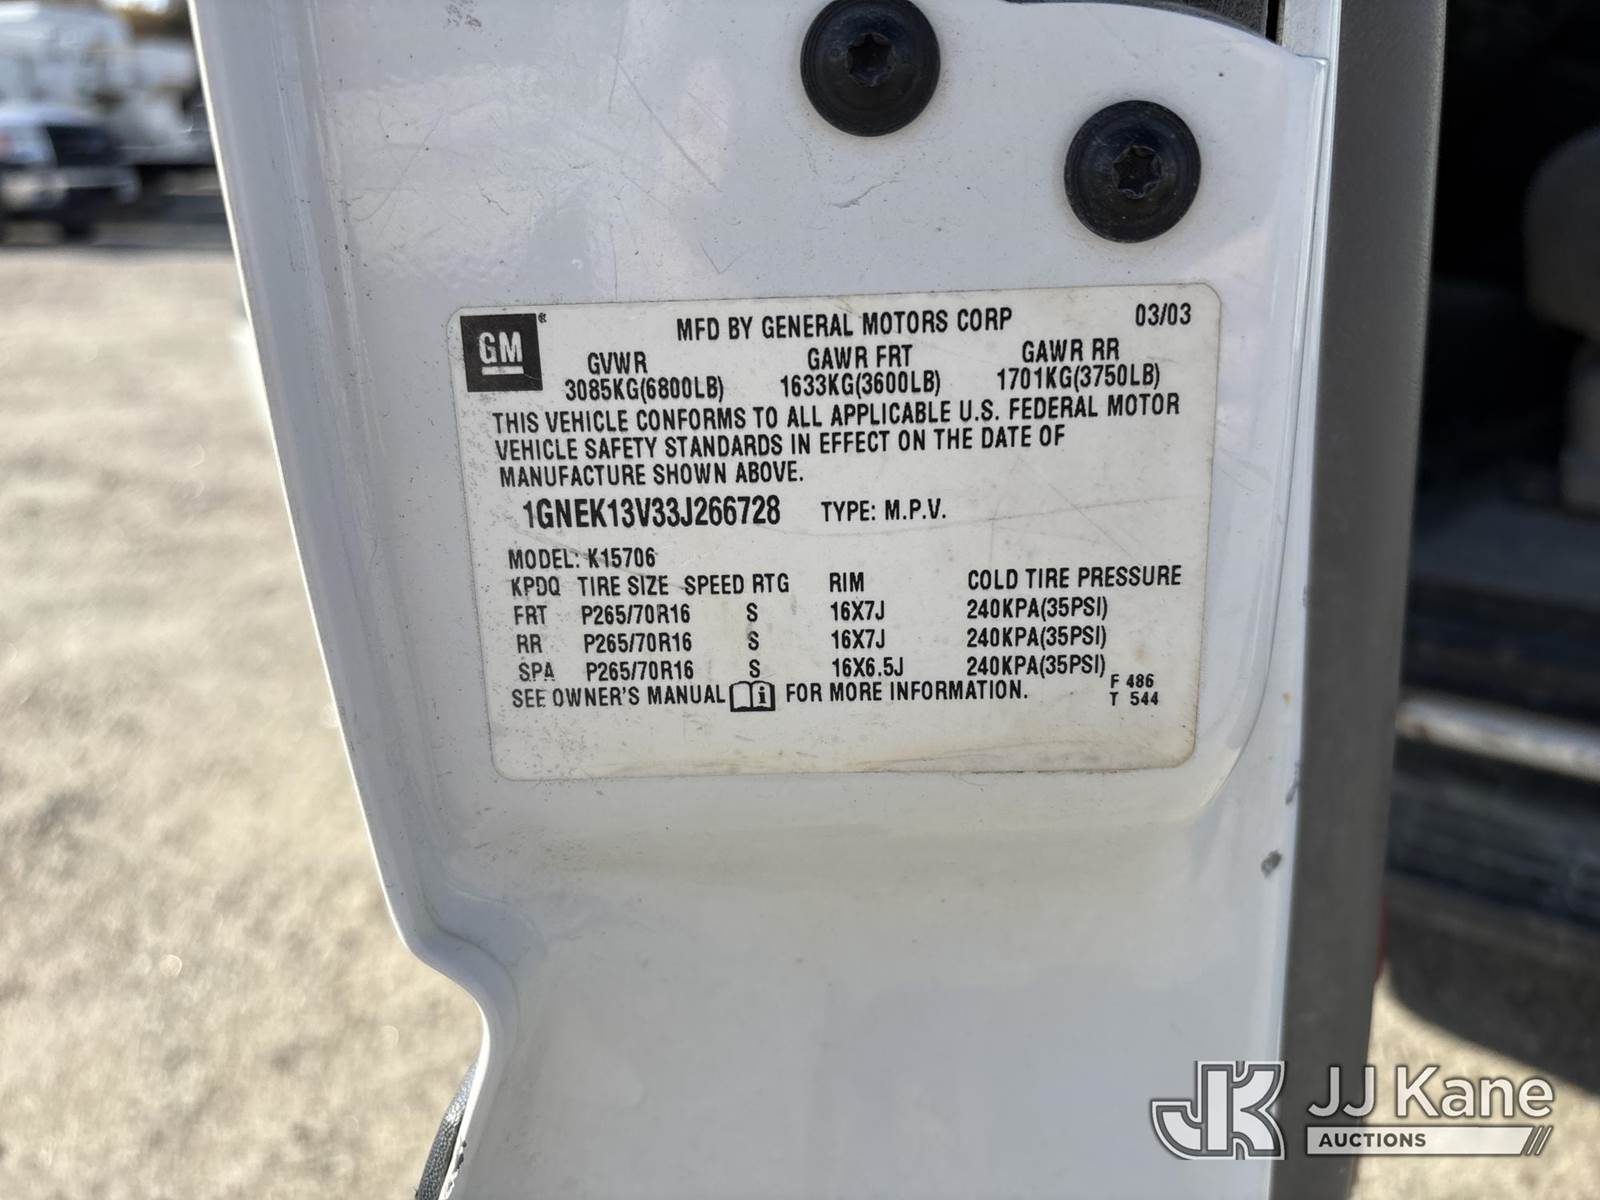 GM
MFD BY GENERAL MOTORS CORP 03/03
GVWR GAWR FRT GAWR RR
3085KG(6800LB) 1633KG(3600LB) 1701KG(3750LB)
THIS VEHICLE CONFORMS TO ALL APPLICABLE U.S. FEDERAL MOTOR
VEHICLE SAFETY STANDARDS IN EFFECT ON THE DATE OF
MANUFACTURE SHOWN ABOVE.
1GNEK13V33J266728 TYPE: M.P.V.
MODEL: K15706
KPDQ TIRE SIZE SPEED RTG RIM COLD TIRE PRESSURE
FRT P265/70R16 S 16X7J 240KPA(35PSI)
RR P265/70R16 S 16X7J 240KPA(35PSI)
SPA P265/70R16 S 16X6.5J 240KPA(35PSI)
SEE OWNER'S MANUAL i FOR MORE INFORMATION.
F 486
T 544
JK JJ Kane
AUCTIONS